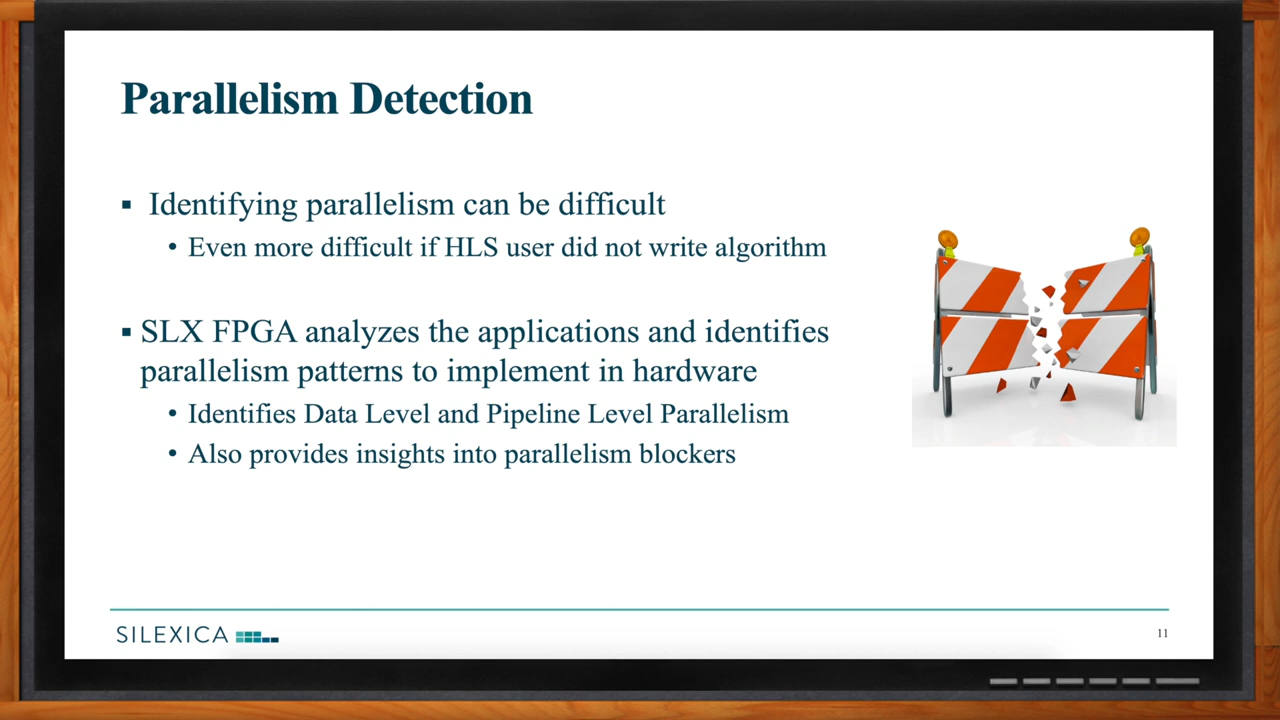 Parallelism Detection
▪ Identifying parallelism can be difficult
• Even more difficult if HLS user did not write algorithm
▪ SLX FPGA analyzes the applications and identifies
parallelism patterns to implement in hardware
• Identifies Data Level and Pipeline Level Parallelism
• Also provides insights into parallelism blockers
SILEXICA
11